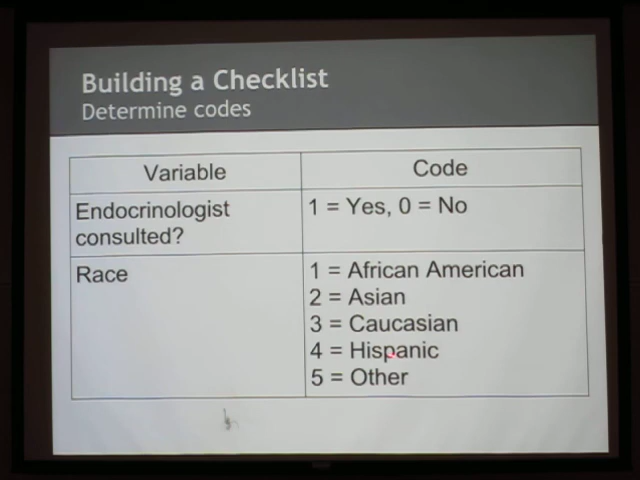 Building a Checklist
Determine codes
Variable
Code
Endocrinologist
consulted?
1 = Yes, 0 = No
Race
1 = African American
2 = Asian
3 = Caucasian
4 = Hispanic
5 = Other